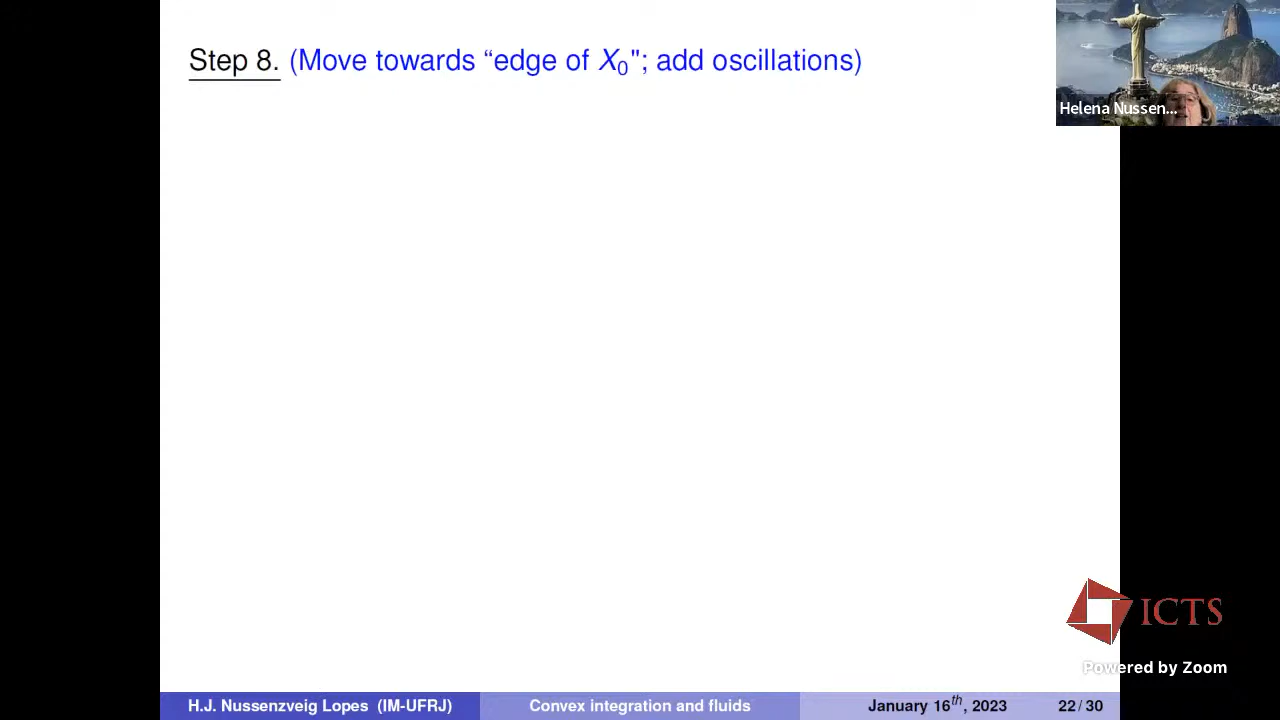 Step 8. (Move towards “edge of X₀"; add oscillations)
Helena Nussen...
ICTS
Powered by Zoom
H.J. Nussenzveig Lopes (IM-UFRJ) Convex integration and fluids January 16th, 2023 22 / 30